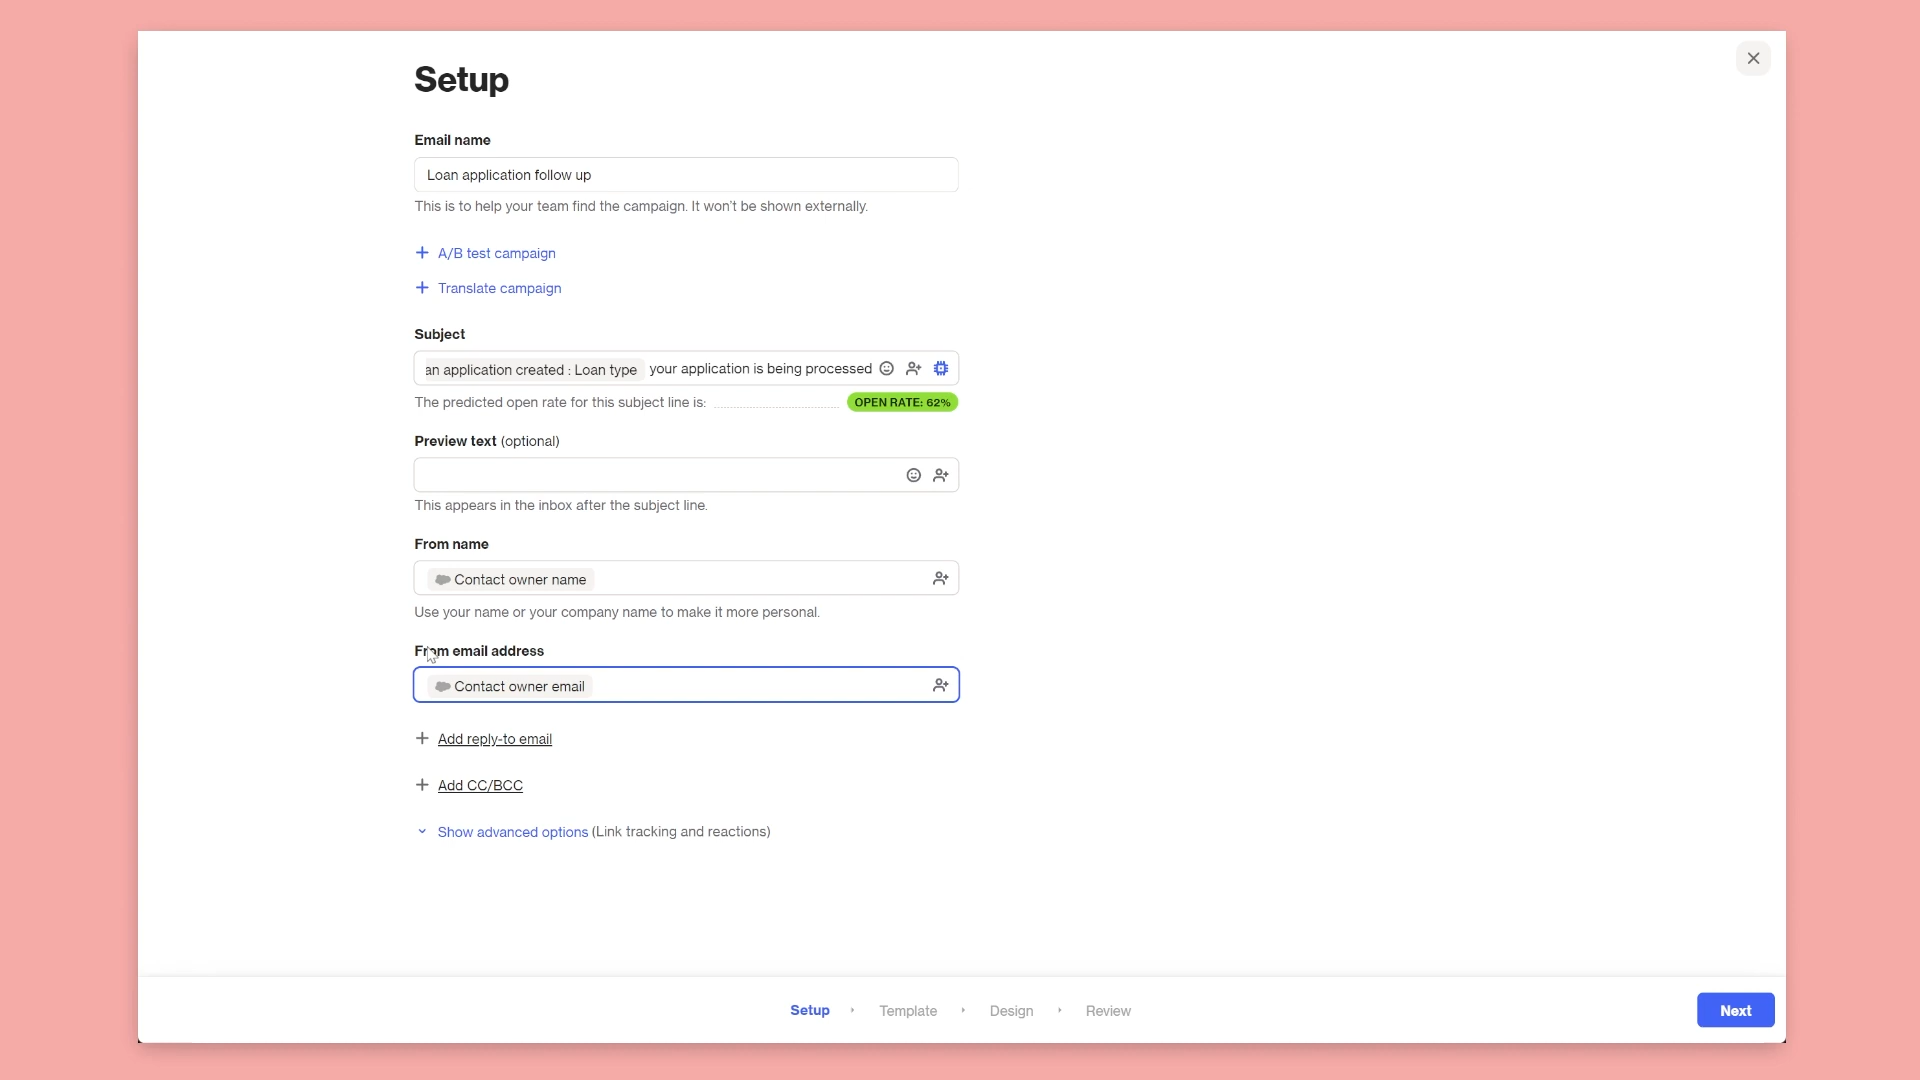 Setup
Email name
Loan application follow up
This is to help your team find the campaign. It won't be shown externally.
A/B test campaign
Translate campaign
Subject
an application created : Loan type your application is being processed
The predicted open rate for this subject line is: OPEN RATE: 62%
Preview text (optional)
This appears in the inbox after the subject line.
From name
Contact owner name
Use your name or your company name to make it more personal.
From email address
Contact owner email
Add reply-to email
Add CC/BCC
Show advanced options (Link tracking and reactions)
Setup Template Design Review Next